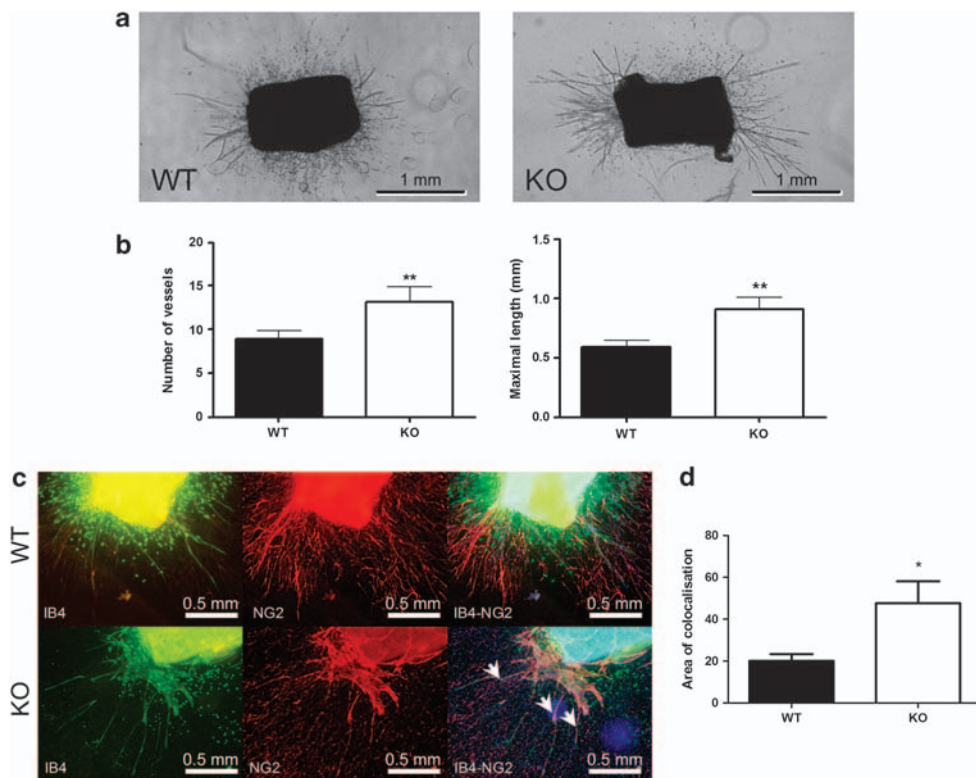 a
WT
1 mm
KO
1 mm
b
Number of vessels
20
15
10
5
0
**
WT
KO
Maximal length (mm)
1.5
1.0
0.5
0.0
**
WT
KO
c
WT
IB4
0.5 mm
NG2
0.5 mm
IB4-NG2
0.5 mm
KO
IB4
0.5 mm
NG2
0.5 mm
IB4-NG2
0.5 mm
d
Area of colocalisation
80
60
40
20
0
*
WT
KO